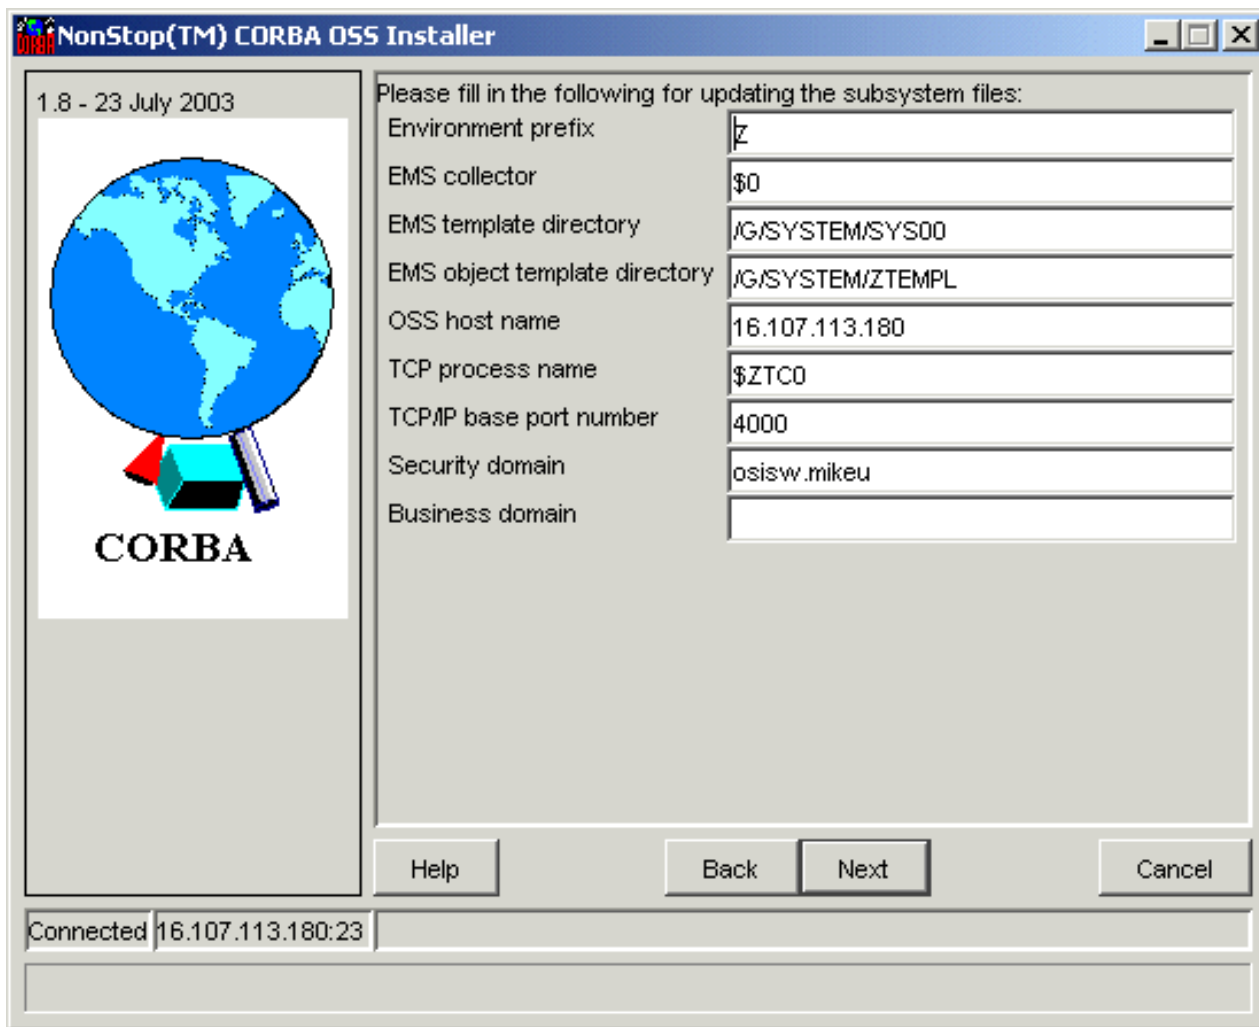 NonStop(TM) CORBA OSS Installer
1.8 - 23 July 2003
CORBA
Please fill in the following for updating the subsystem files:
Environment prefix Z
EMS collector $0
EMS template directory /G/SYSTEM/SYS00
EMS object template directory /G/SYSTEM/ZTEMPL
OSS host name 16.107.113.180
TCP process name $ZTC0
TCP/IP base port number 4000
Security domain osisw.mikeu
Business domain
Help Back Next Cancel
Connected 16.107.113.180:23